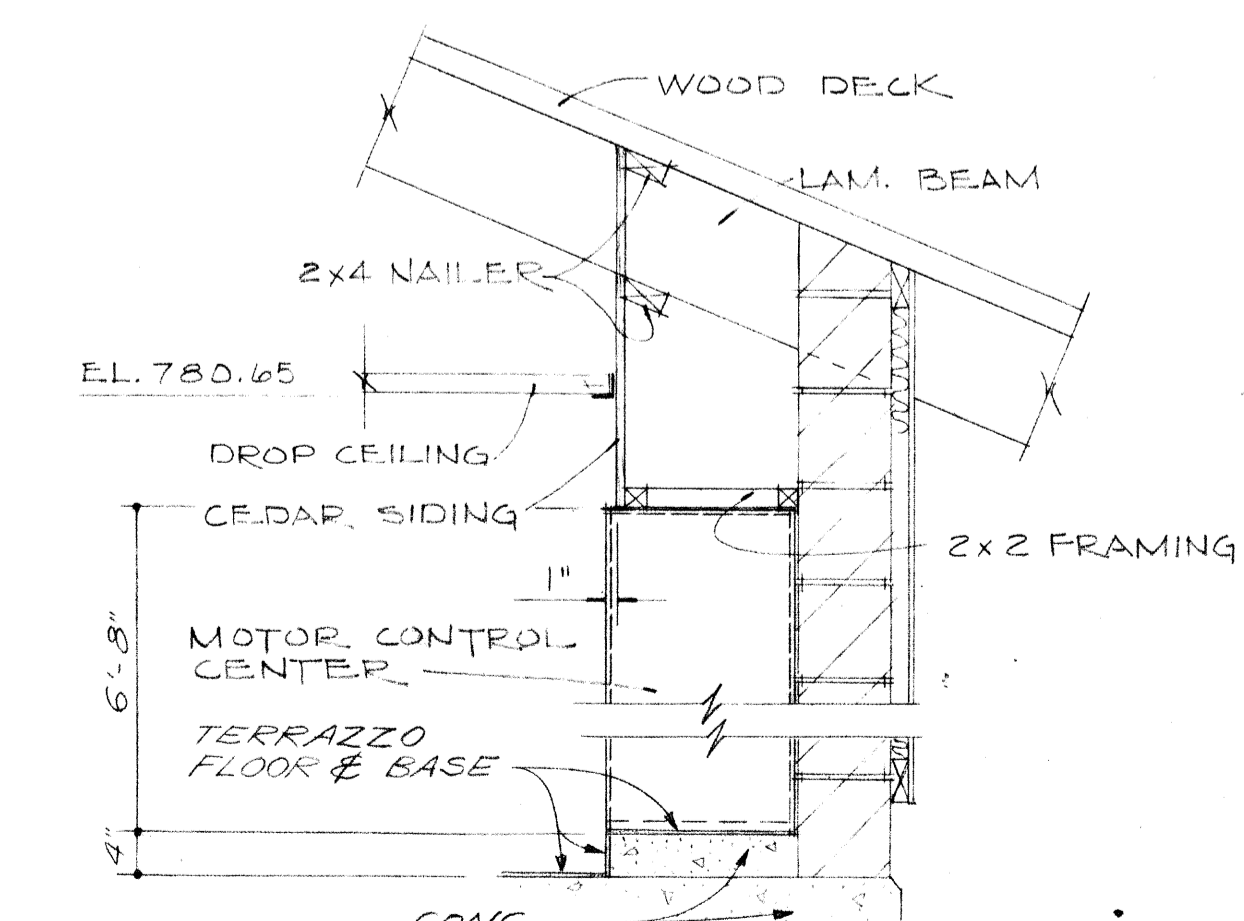 WOOD DECK
LAM. BEAM
2x4 NAILER
EL. 780.65
DROP CEILING
CEDAR SIDING
2x2 FRAMING
1"
MOTOR CONTROL
CENTER
6'-8"
TERRAZZO
FLOOR & BASE
4"
CONC